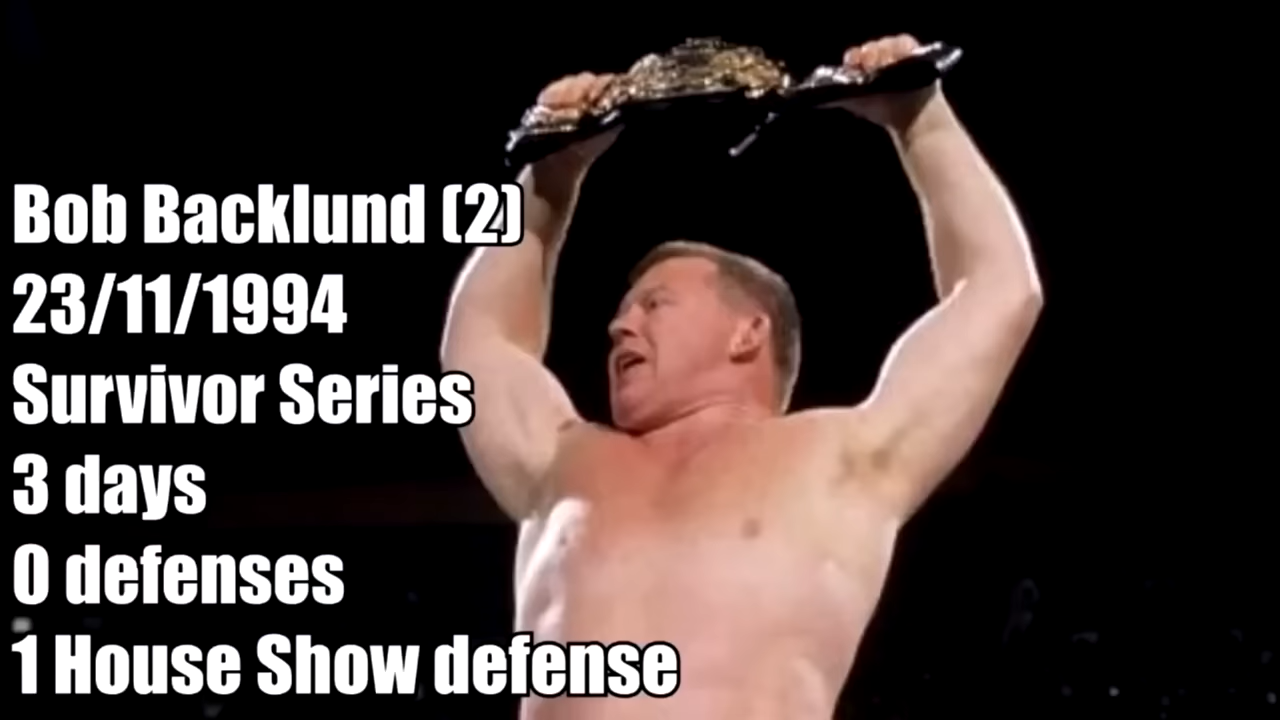 Bob Backlund (2)
23/11/1994
Survivor Series
3 days
0 defenses
1 House Show defense